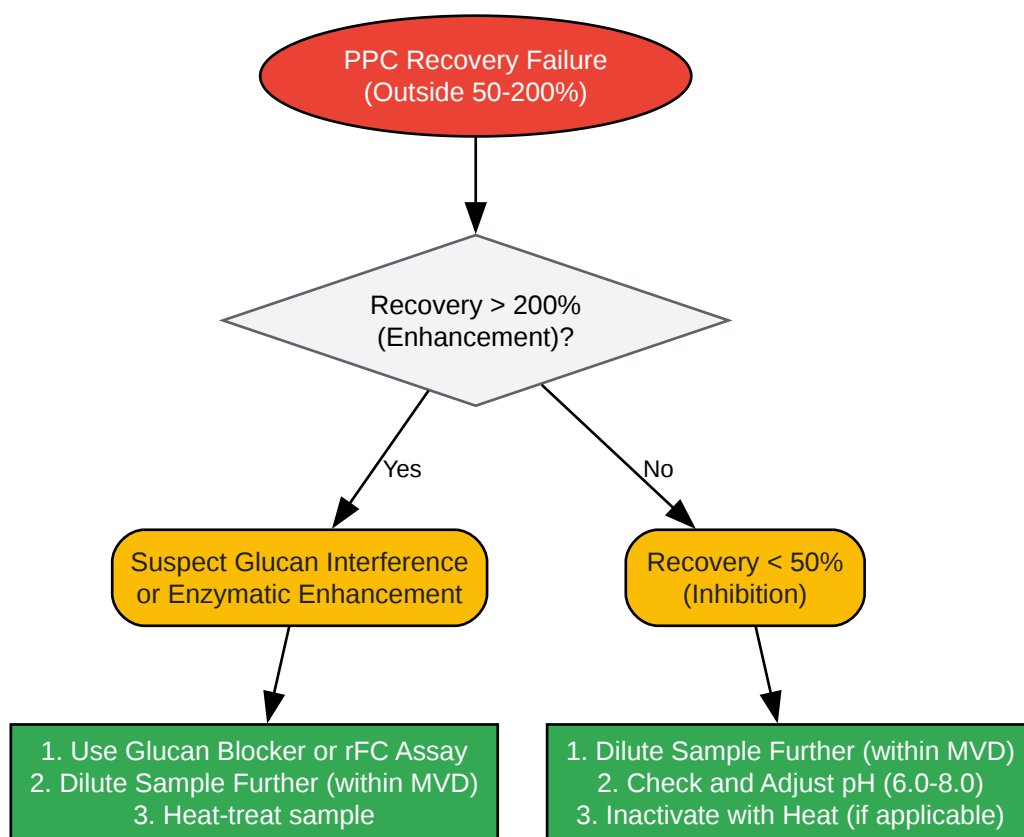 PPC Recovery Failure
(Outside 50-200%)
Recovery > 200%
(Enhancement)?
Yes
No
Suspect Glucan Interference
or Enzymatic Enhancement
Recovery < 50%
(Inhibition)
1. Use Glucan Blocker or rFC Assay
2. Dilute Sample Further (within MVD)
3. Heat-treat sample
1. Dilute Sample Further (within MVD)
2. Check and Adjust pH (6.0-8.0)
3. Inactivate with Heat (if applicable)